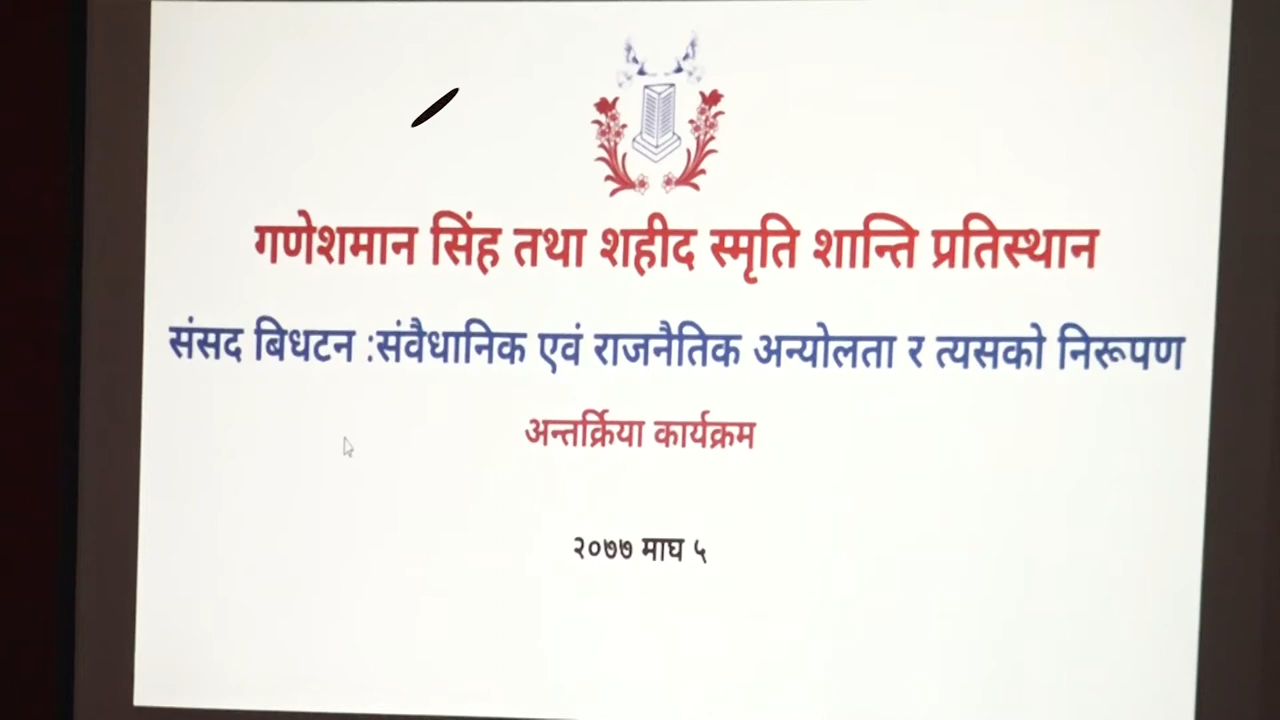 गणेशमान सिंह तथा शहीद स्मृति शान्ति प्रतिस्थान
संसद बिधटन :संवैधानिक एवं राजनैतिक अन्योलता र त्यसको निरूपण
अन्तर्क्रिया कार्यक्रम
२०७७ माघ ५